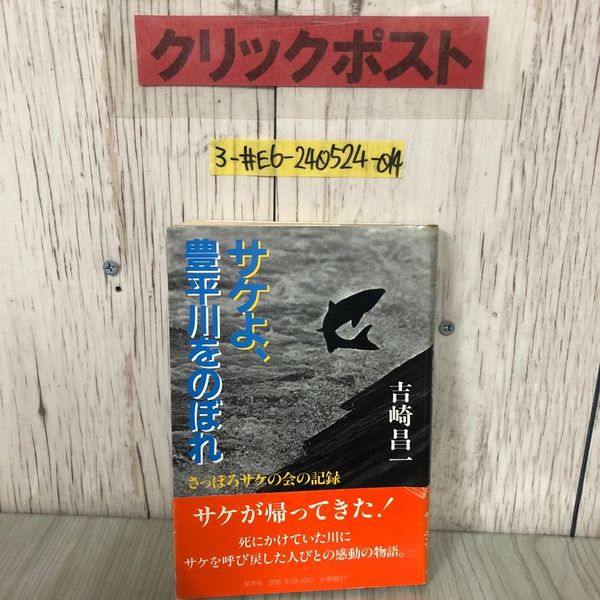 クリックポスト
3-#E6-240524-014
サケよ、
豊平川をのぼれ
吉崎昌一
さっぽろサケの会の記録
サケが帰ってきた!
死にかけていた川に
サケを呼び戻した人びとの感動の物語。
草思社